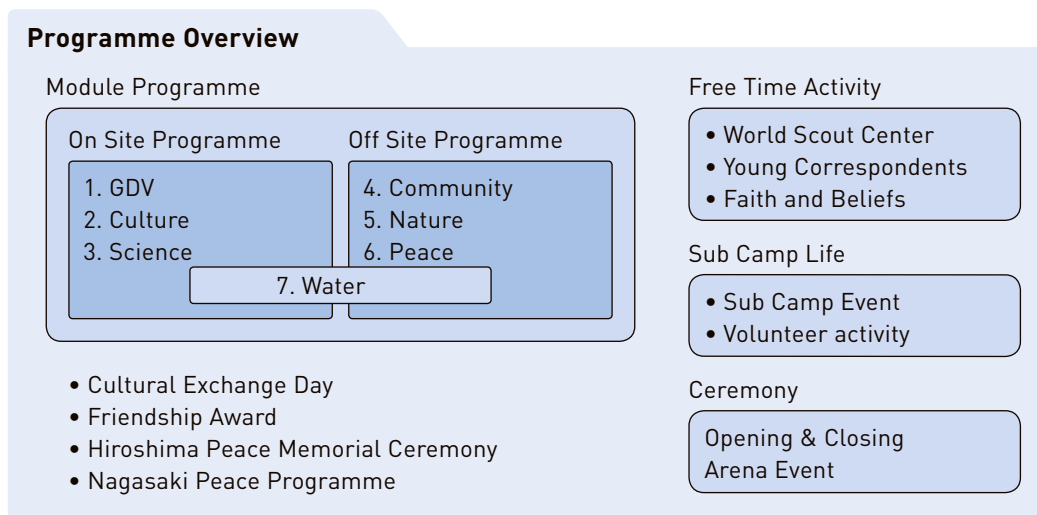 Programme Overview
Module Programme
On Site Programme
1. GDV
2. Culture
3. Science
Off Site Programme
4. Community
5. Nature
6. Peace
7. Water
• Cultural Exchange Day
• Friendship Award
• Hiroshima Peace Memorial Ceremony
• Nagasaki Peace Programme
Free Time Activity
• World Scout Center
• Young Correspondents
• Faith and Beliefs
Sub Camp Life
• Sub Camp Event
• Volunteer activity
Ceremony
Opening & Closing
Arena Event